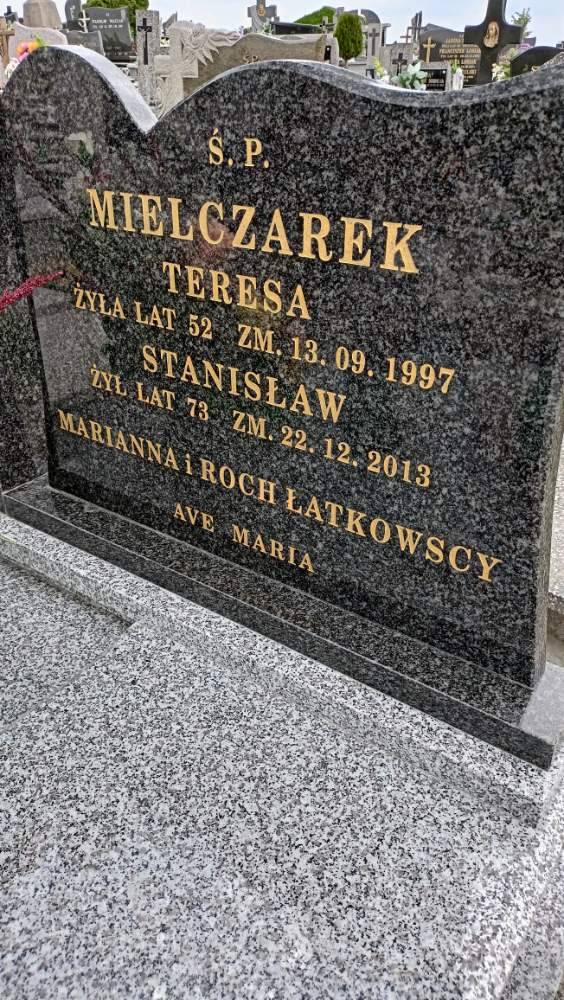 Ś. P.
MIELCZAREK
TERESA
ŻYŁA LAT 52 ZM. 13. 09. 1997
STANISŁAW
ŻYŁ LAT 73 ZM. 22. 12. 2013
MARIANNA i ROCH ŁATKOWSCY
AVE MARIA